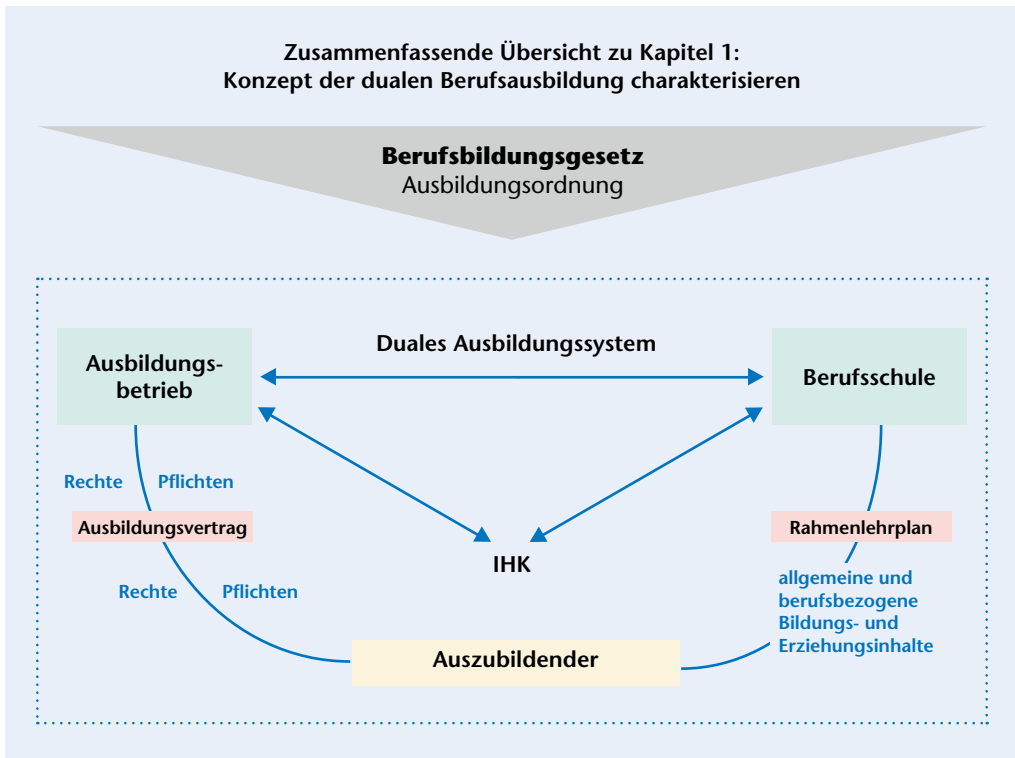 Zusammenfassende Übersicht zu Kapitel 1:
Konzept der dualen Berufsausbildung charakterisieren
Berufsbildungsgesetz
Ausbildungsordnung
Duales Ausbildungssystem
Ausbildungs-
betrieb
Berufsschule
Rechte Pflichten
Ausbildungsvertrag
Rechte Pflichten
IHK
Rahmenlehrplan
allgemeine und
berufsbezogene
Bildungs- und
Erziehungsinhalte
Auszubildender